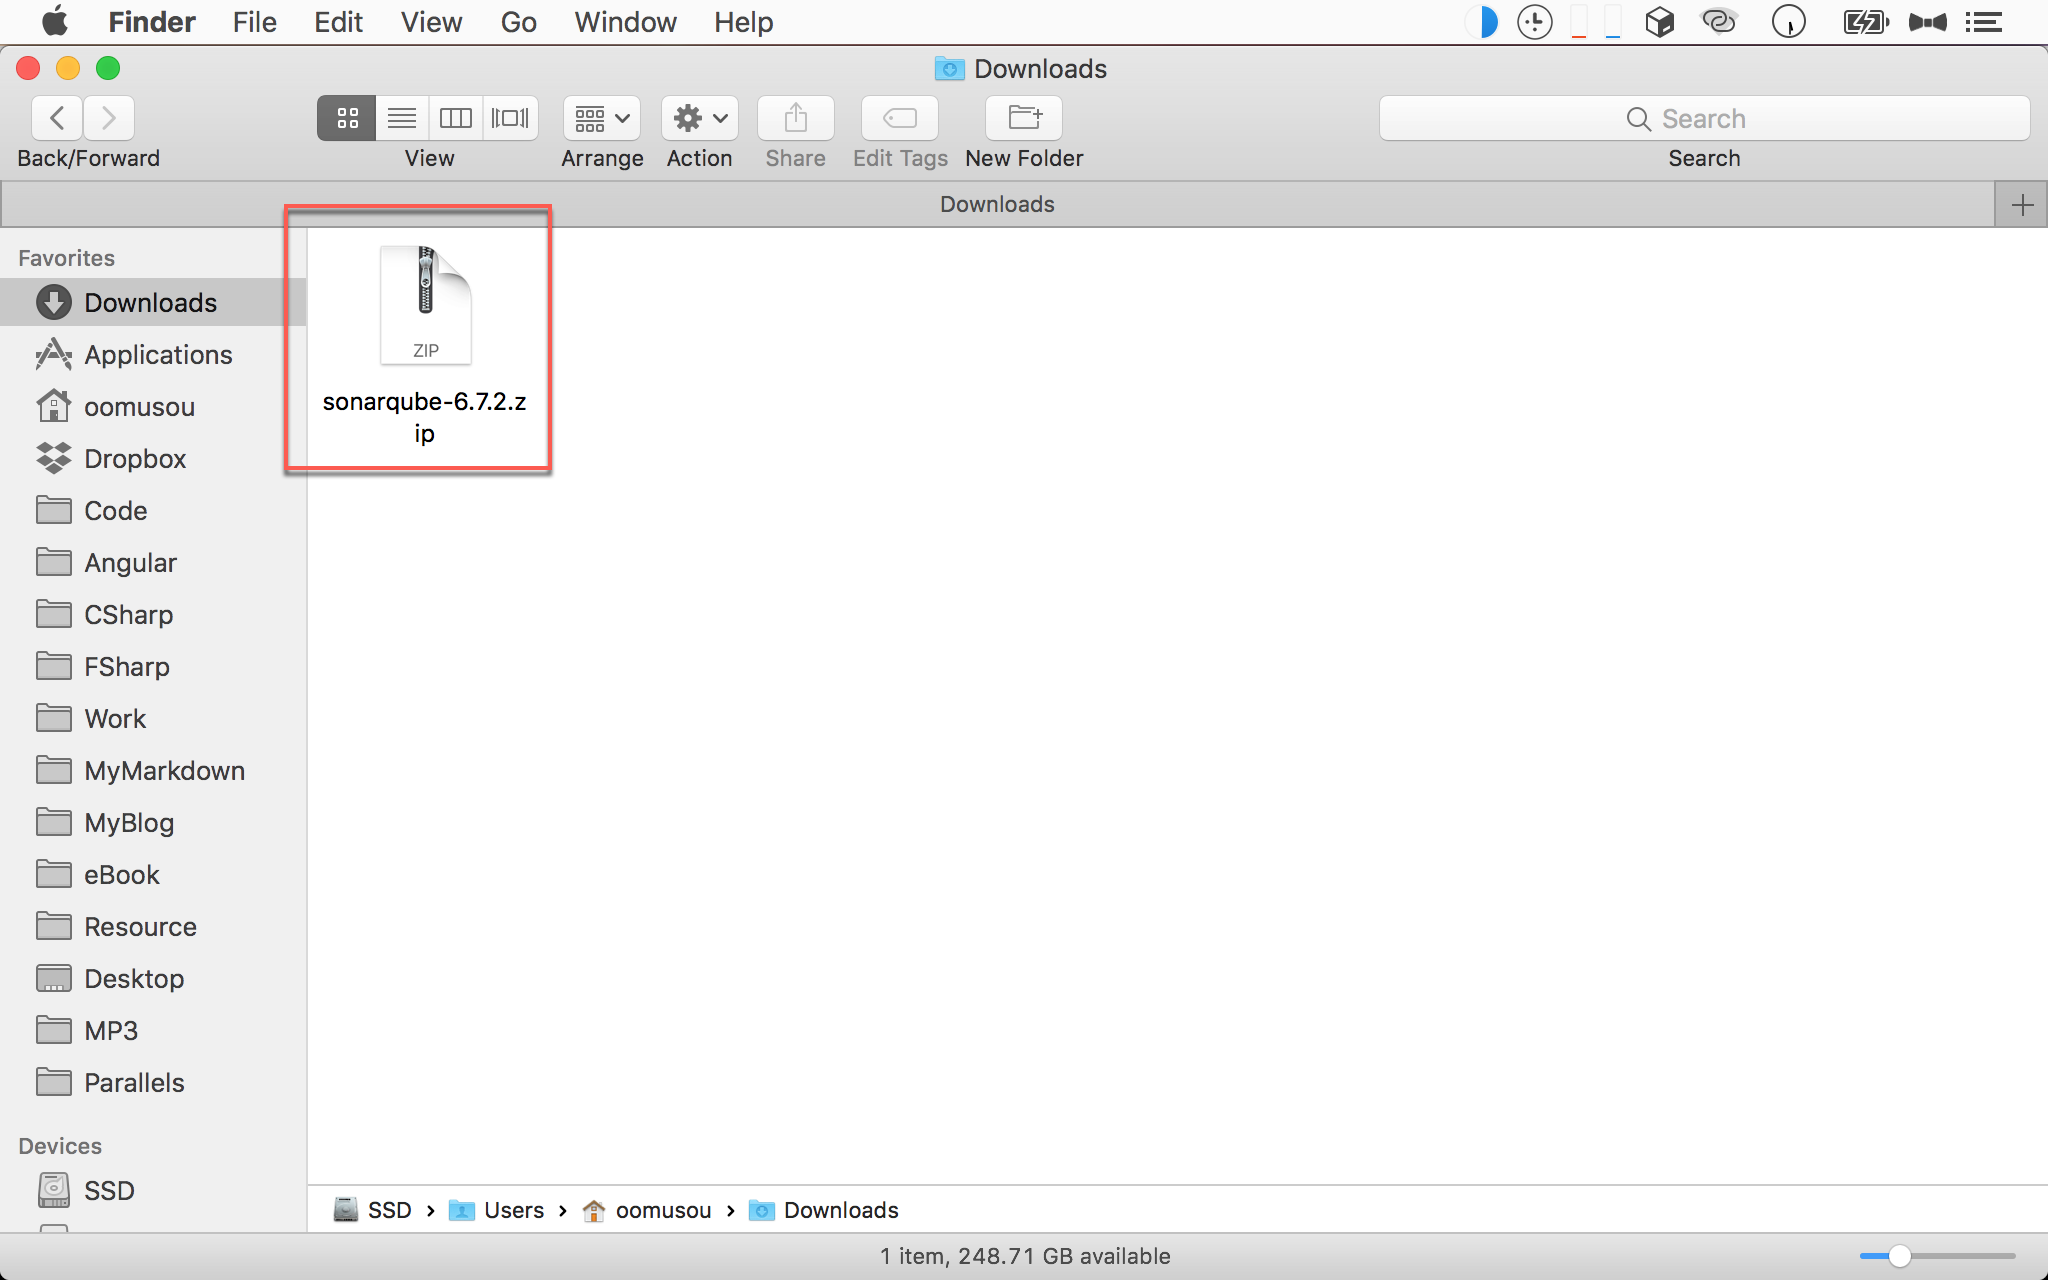 Finder File Edit View Go Window Help
Downloads
Search
Back/Forward View Arrange Action Share Edit Tags New Folder Search
Downloads
Favorites
Downloads
Applications
oomusou
Dropbox
Code
Angular
CSharp
FSharp
Work
MyMarkdown
MyBlog
eBook
Resource
Desktop
MP3
Parallels
Devices
SSD
ZIP
sonarqube-6.7.2.z
ip
SSD › Users › oomusou › Downloads
1 item, 248.71 GB available